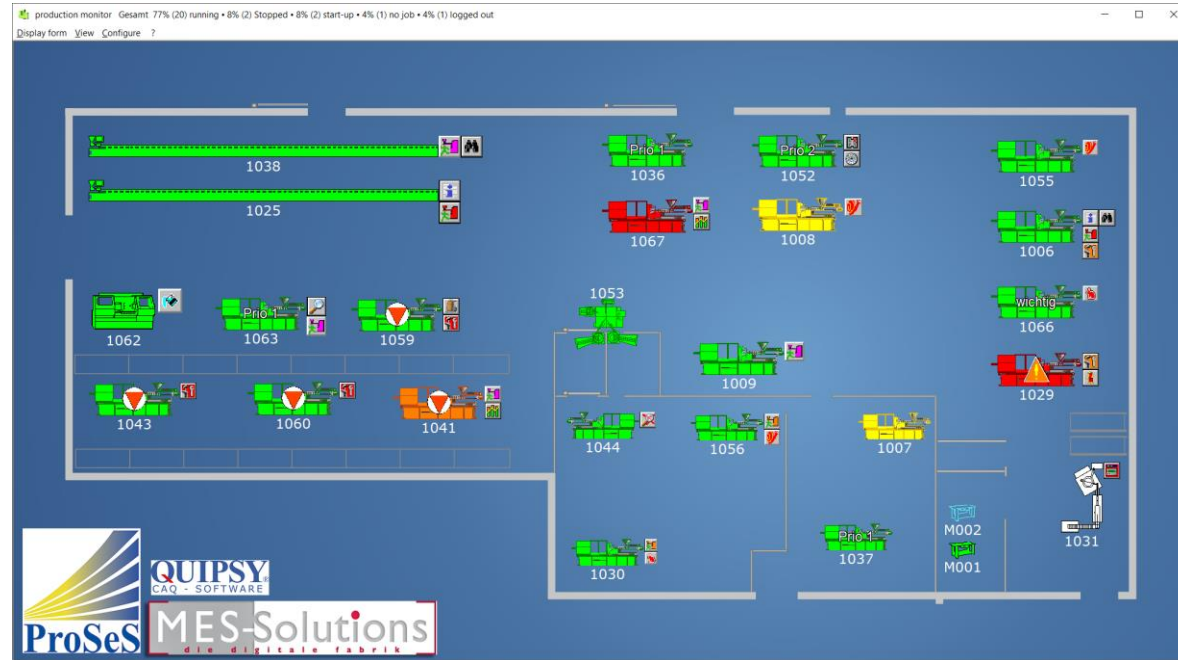 production monitor Gesamt 77% (20) running • 8% (2) Stopped • 8% (2) start-up • 4% (1) no job • 4% (1) logged out
Display form View Configure ?
1038
1025
Prio 1
1036
Prio 2
1052
1055
1067
1008
1006
1062
Prio 1
1063
1059
1053
wichtig
1066
1009
1029
1043
1060
1041
1044
1056
1007
1030
Prio 1
1037
M002
M001
1031
ProSeS
QUIPSY®
CAQ - SOFTWARE
MES-Solutions
die digitale fabrik